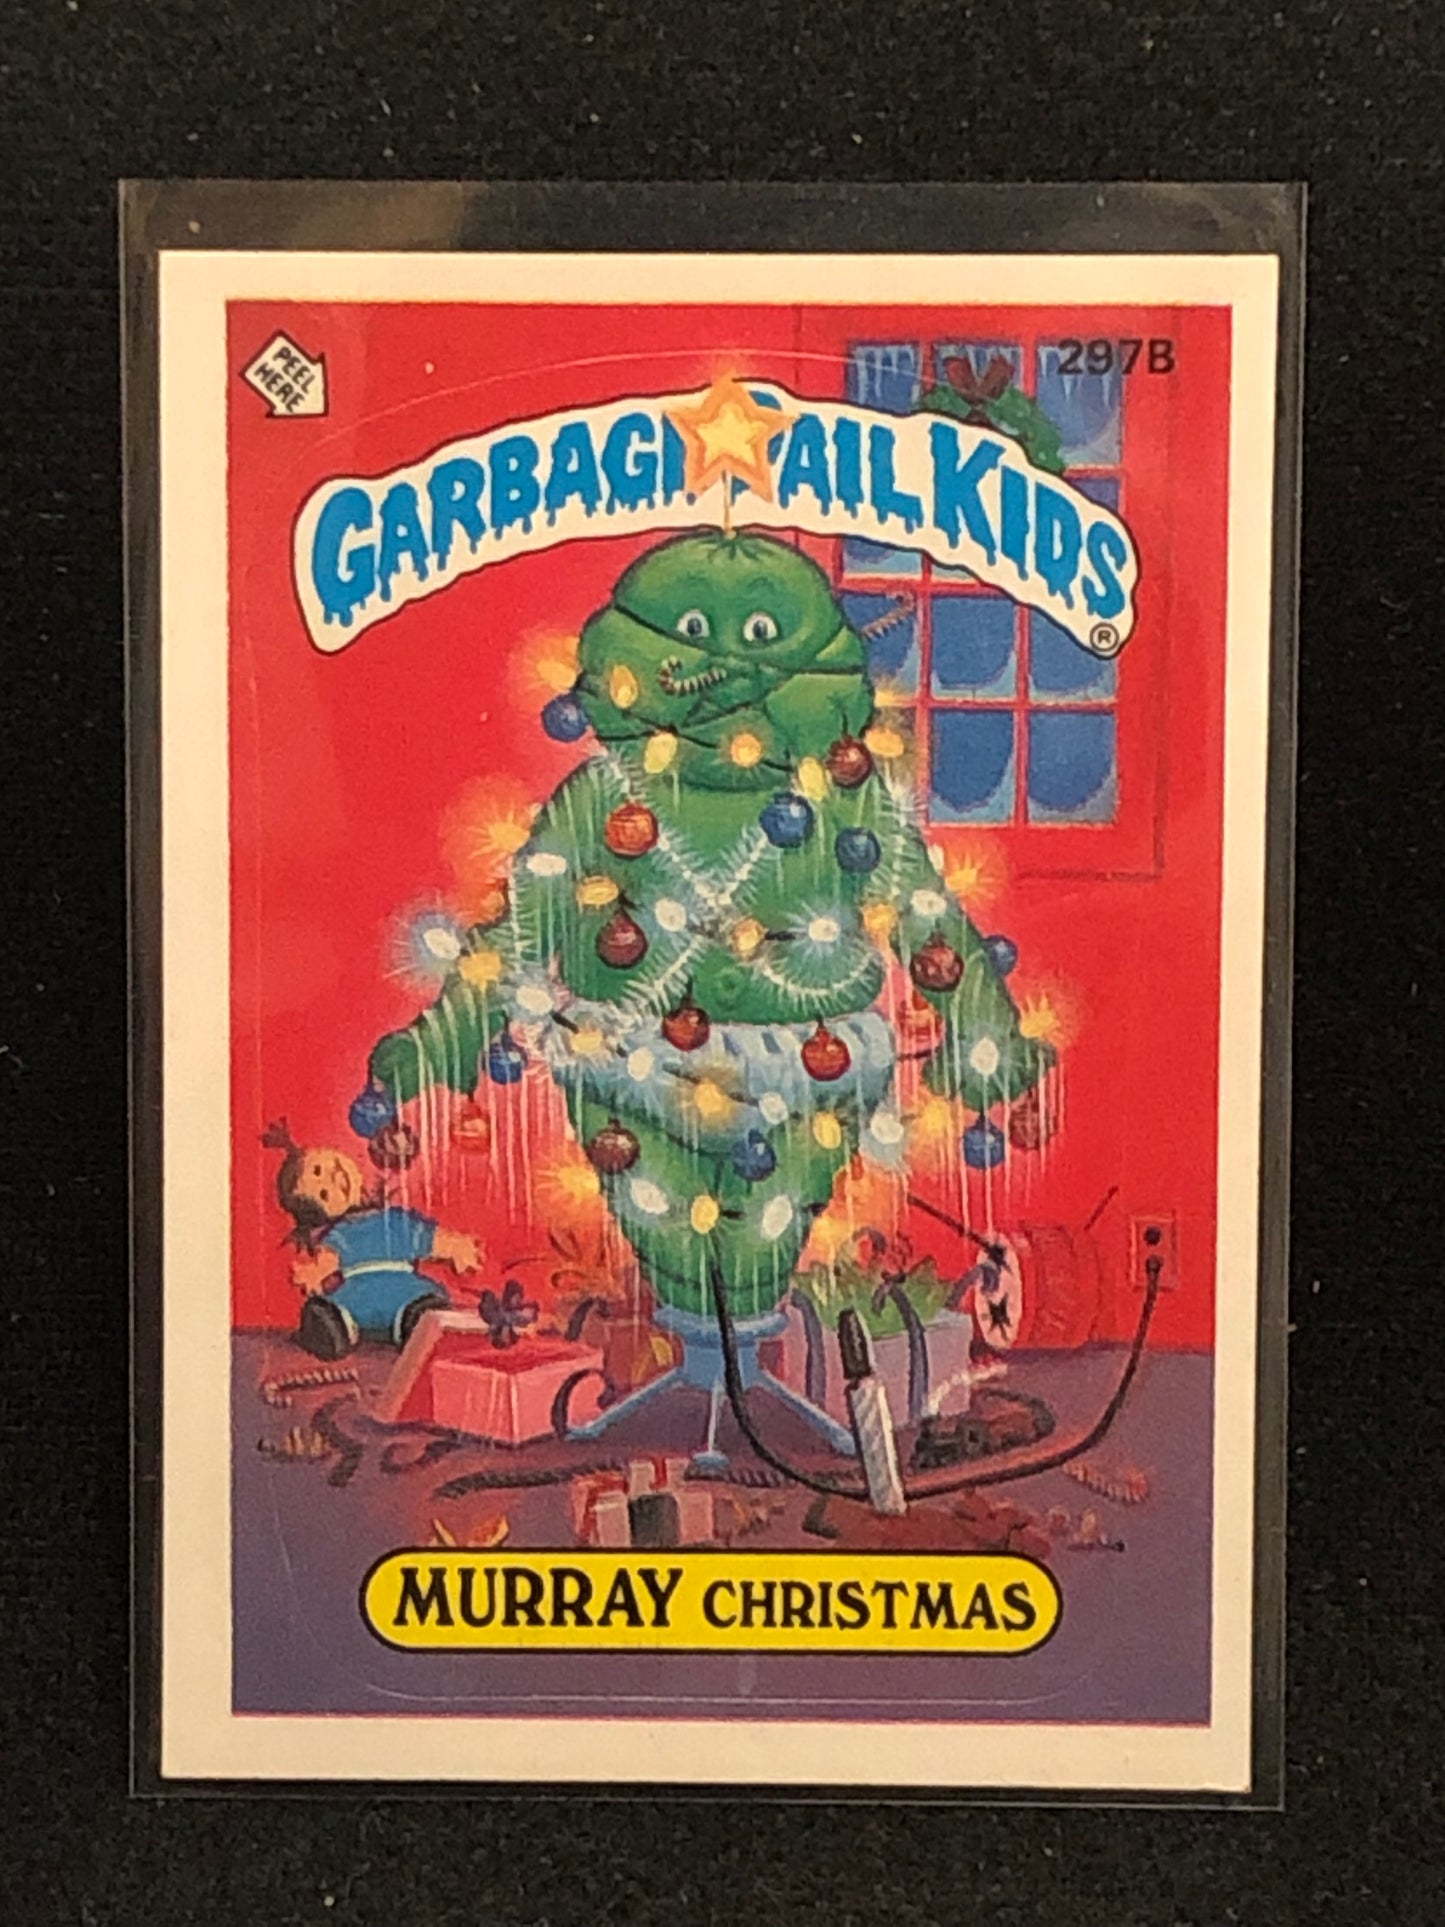 PEEL
HERE
297B
GARBAGE PAIL KIDS
®
MURRAY CHRISTMAS